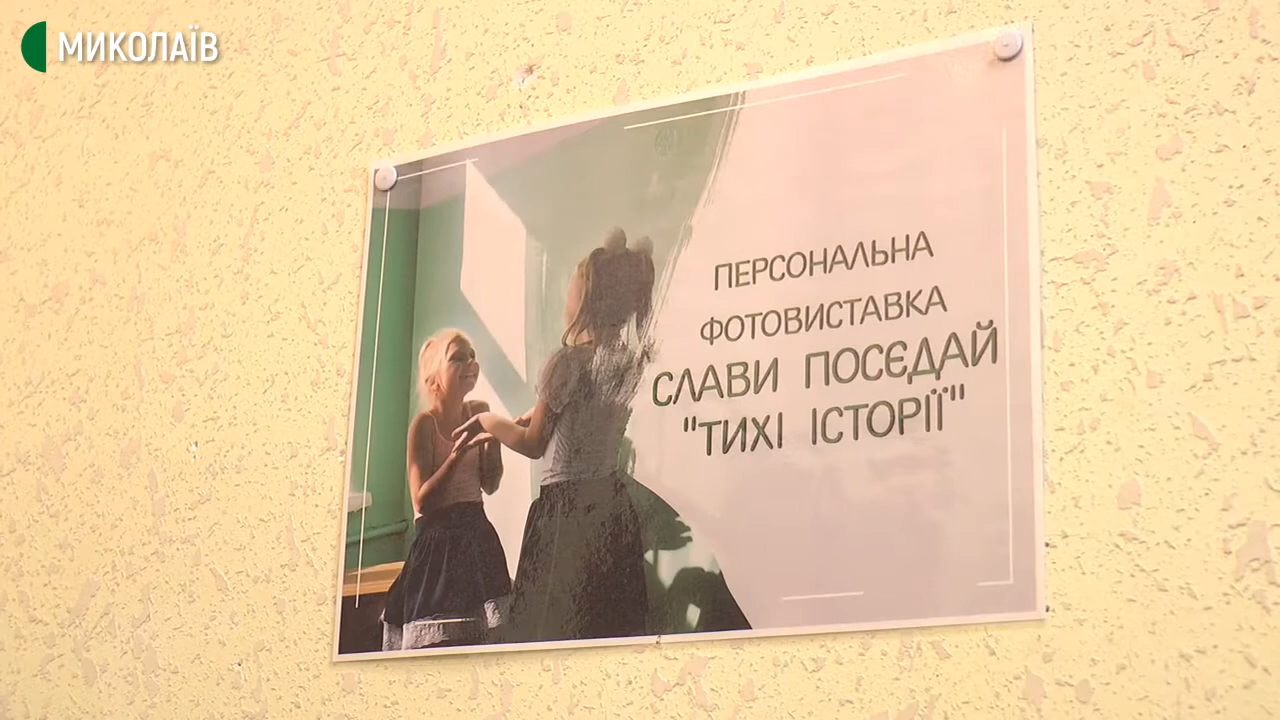 МИКОЛАЇВ
ПЕРСОНАЛЬНА
ФОТОВИСТАВКА
СЛАВИ ПОСЄДАЙ
"ТИХІ ІСТОРІЇ"